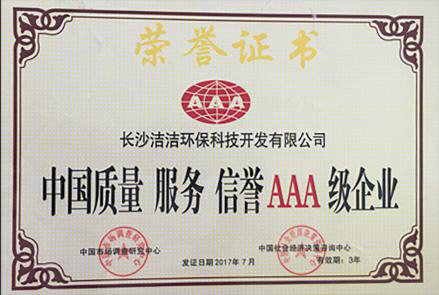 荣誉证书
AAA
长沙洁洁环保科技开发有限公司
中国质量 服务 信誉 AAA 级企业
中国市场调查研究中心 中国社会经济决策咨询中心
发证日期2017年7月 有效期：3年